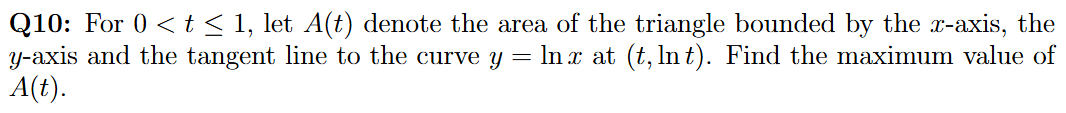 Q10: For 0 < t ≤ 1, let A(t) denote the area of the triangle bounded by the x-axis, the
y-axis and the tangent line to the curve y = ln x at (t, ln t). Find the maximum value of
A(t).